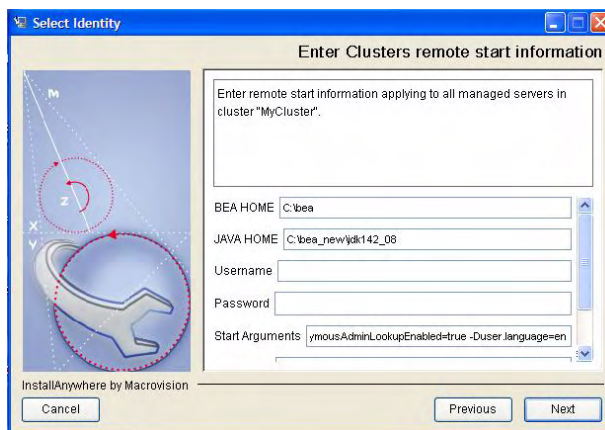 Select Identity
Enter Clusters remote start information
M
Z
X
Y
Enter remote start information applying to all managed servers in
cluster "MyCluster".
BEA HOME C:\bea
JAVA HOME C:\bea_new\jdk142_08
Username
Password
Start Arguments ymousAdminLookupEnabled=true -Duser.language=en
InstallAnywhere by Macrovision
Cancel
Previous
Next